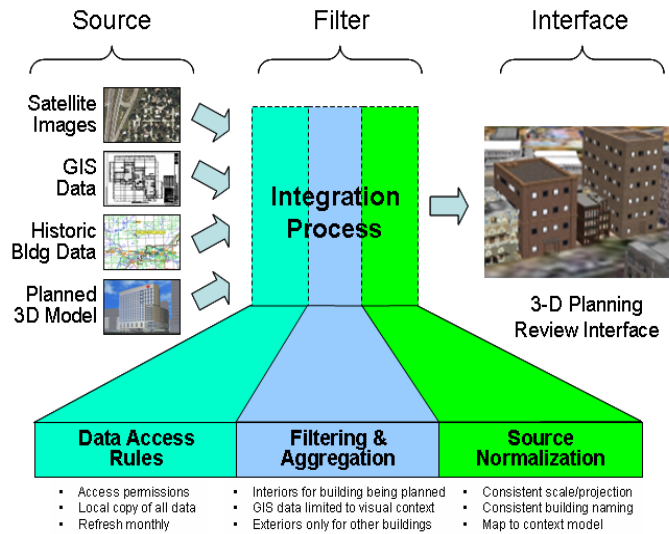 Source
Filter
Interface
Satellite
Images
GIS
Data
Historic
Bldg Data
Planned
3D Model
Integration
Process
3-D Planning
Review Interface
Data Access
Rules
Filtering &
Aggregation
Source
Normalization
▪ Access permissions
▪ Local copy of all data
▪ Refresh monthly
▪ Interiors for building being planned
▪ GIS data limited to visual context
▪ Exteriors only for other buildings
▪ Consistent scale/projection
▪ Consistent building naming
▪ Map to context model